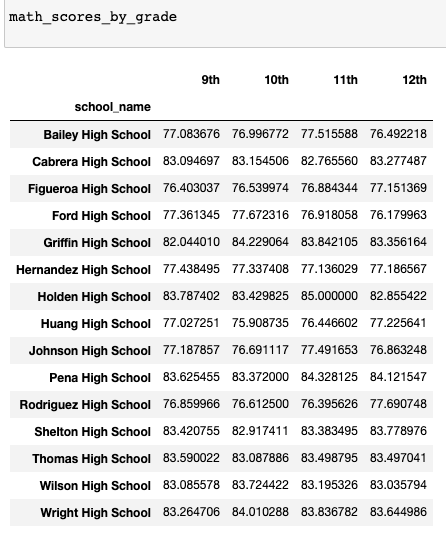 math_scores_by_grade
9th 10th 11th 12th
school_name
Bailey High School 77.083676 76.996772 77.515588 76.492218
Cabrera High School 83.094697 83.154506 82.765560 83.277487
Figueroa High School 76.403037 76.539974 76.884344 77.151369
Ford High School 77.361345 77.672316 76.918058 76.179963
Griffin High School 82.044010 84.229064 83.842105 83.356164
Hernandez High School 77.438495 77.337408 77.136029 77.186567
Holden High School 83.787402 83.429825 85.000000 82.855422
Huang High School 77.027251 75.908735 76.446602 77.225641
Johnson High School 77.187857 76.691117 77.491653 76.863248
Pena High School 83.625455 83.372000 84.328125 84.121547
Rodriguez High School 76.859966 76.612500 76.395626 77.690748
Shelton High School 83.420755 82.917411 83.383495 83.778976
Thomas High School 83.590022 83.087886 83.498795 83.497041
Wilson High School 83.085578 83.724422 83.195326 83.035794
Wright High School 83.264706 84.010288 83.836782 83.644986